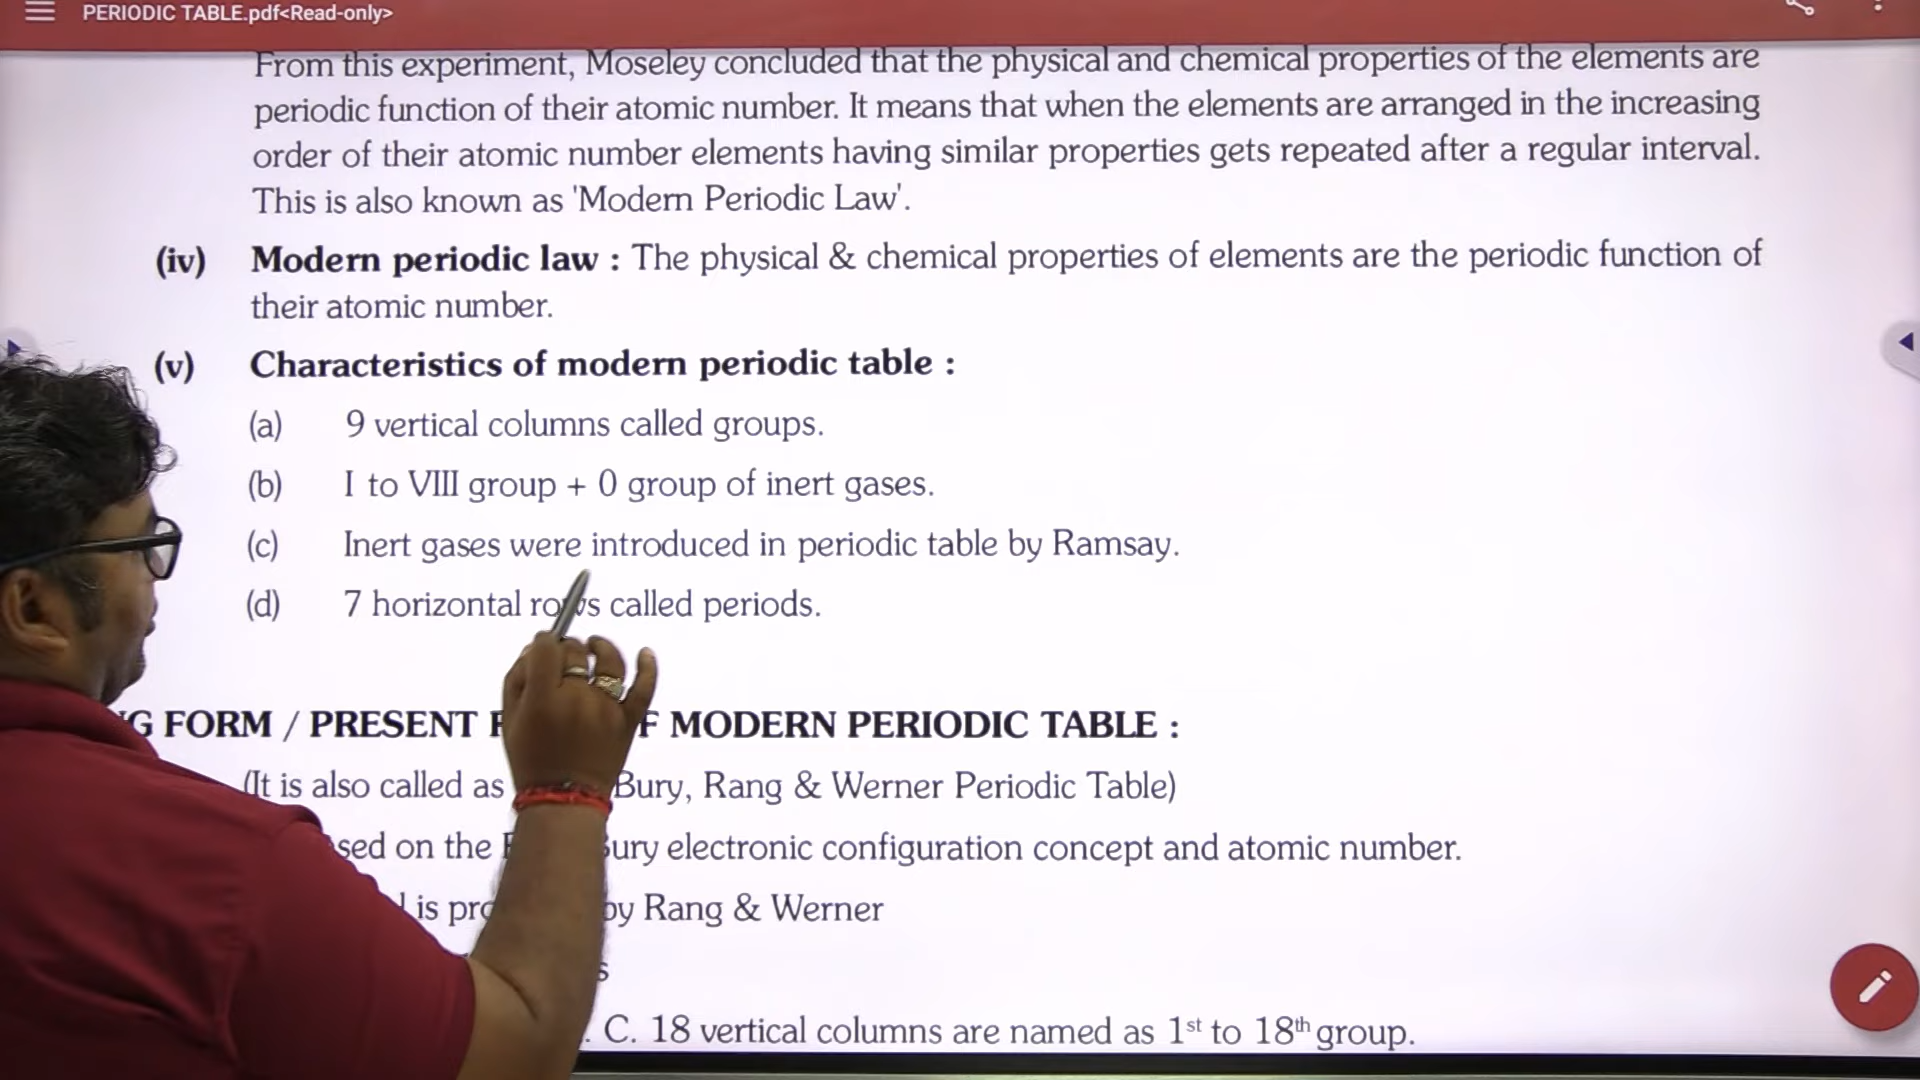 PERIODIC TABLE.pdf<Read-only>
From this experiment, Moseley concluded that the physical and chemical properties of the elements are
periodic function of their atomic number. It means that when the elements are arranged in the increasing
order of their atomic number elements having similar properties gets repeated after a regular interval.
This is also known as 'Modern Periodic Law'.
(iv) Modern periodic law : The physical & chemical properties of elements are the periodic function of
their atomic number.
(v) Characteristics of modern periodic table :
(a) 9 vertical columns called groups.
(b) I to VIII group + 0 group of inert gases.
(c) Inert gases were introduced in periodic table by Ramsay.
(d) 7 horizontal rows called periods.
G FORM / PRESENT F MODERN PERIODIC TABLE :
(It is also called as Bury, Rang & Werner Periodic Table)
sed on the ury electronic configuration concept and atomic number.
is by Rang & Werner
s
. C. 18 vertical columns are named as 1st to 18th group.